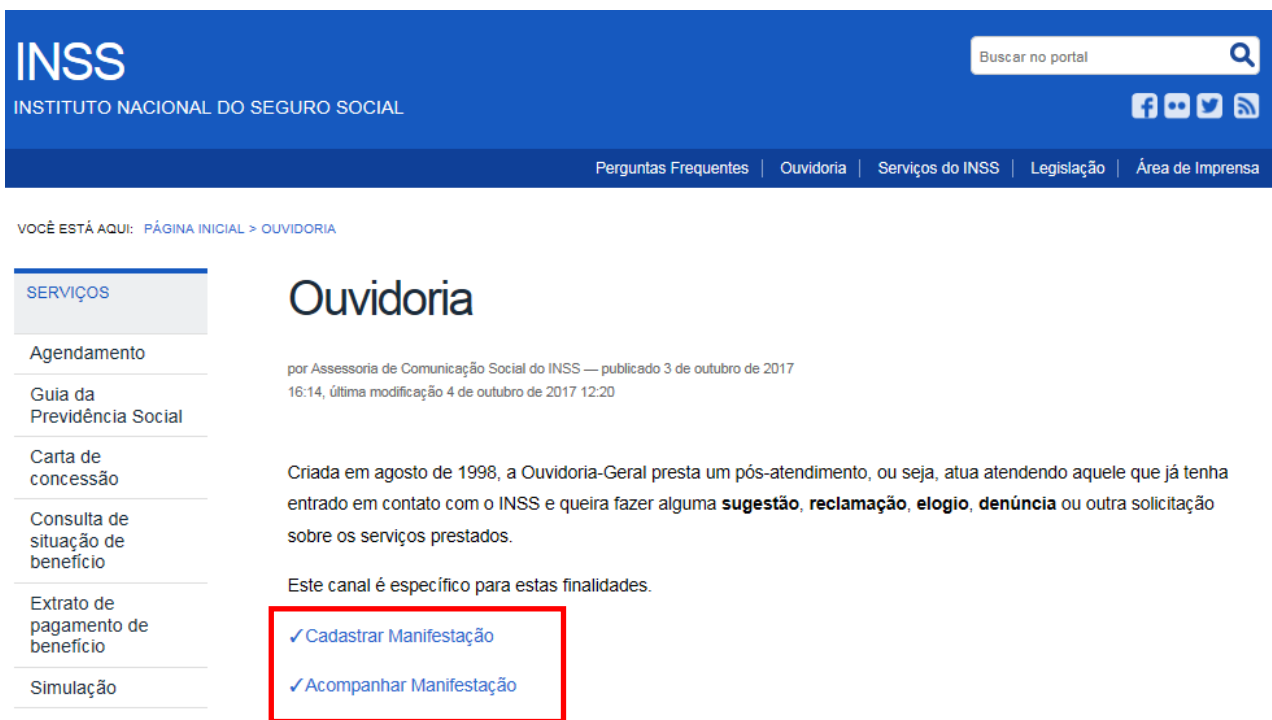 INSS
INSTITUTO NACIONAL DO SEGURO SOCIAL
Buscar no portal
Perguntas Frequentes | Ouvidoria | Serviços do INSS | Legislação | Área de Imprensa
VOCÊ ESTÁ AQUI: PÁGINA INICIAL > OUVIDORIA
SERVIÇOS
Agendamento
Guia da
Previdência Social
Carta de
concessão
Consulta de
situação de
benefício
Extrato de
pagamento de
benefício
Simulação
Ouvidoria
por Assessoria de Comunicação Social do INSS — publicado 3 de outubro de 2017
16:14, última modificação 4 de outubro de 2017 12:20
Criada em agosto de 1998, a Ouvidoria-Geral presta um pós-atendimento, ou seja, atua atendendo aquele que já tenha
entrado em contato com o INSS e queira fazer alguma sugestão, reclamação, elogio, denúncia ou outra solicitação
sobre os serviços prestados.
Este canal é específico para estas finalidades.
✓Cadastrar Manifestação
✓Acompanhar Manifestação